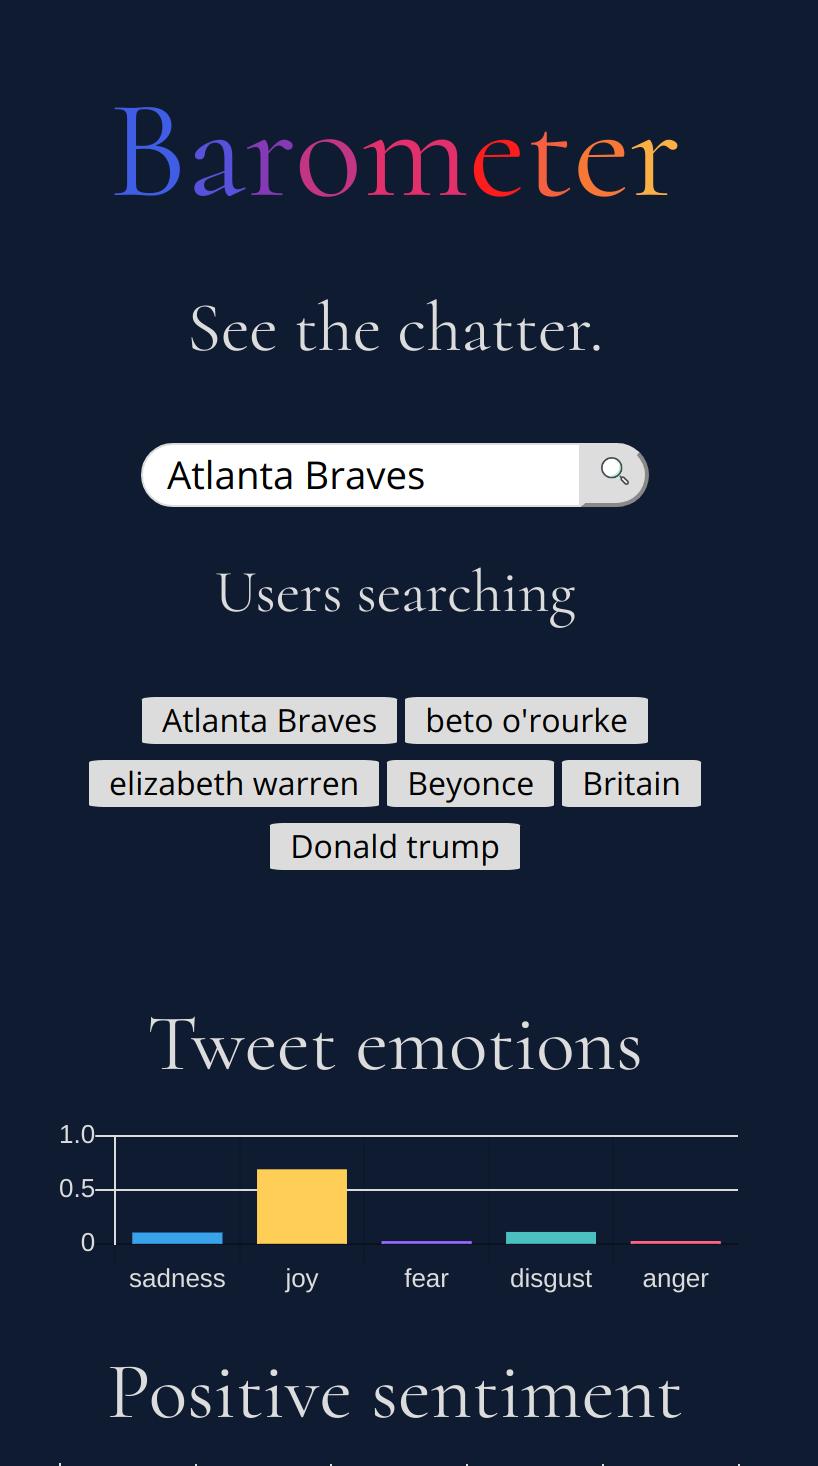 Barometer
See the chatter.
Atlanta Braves
Users searching
Atlanta Braves beto o'rourke
elizabeth warren Beyonce Britain
Donald trump
Tweet emotions
1.0
0.5
0
sadness joy fear disgust anger
Positive sentiment